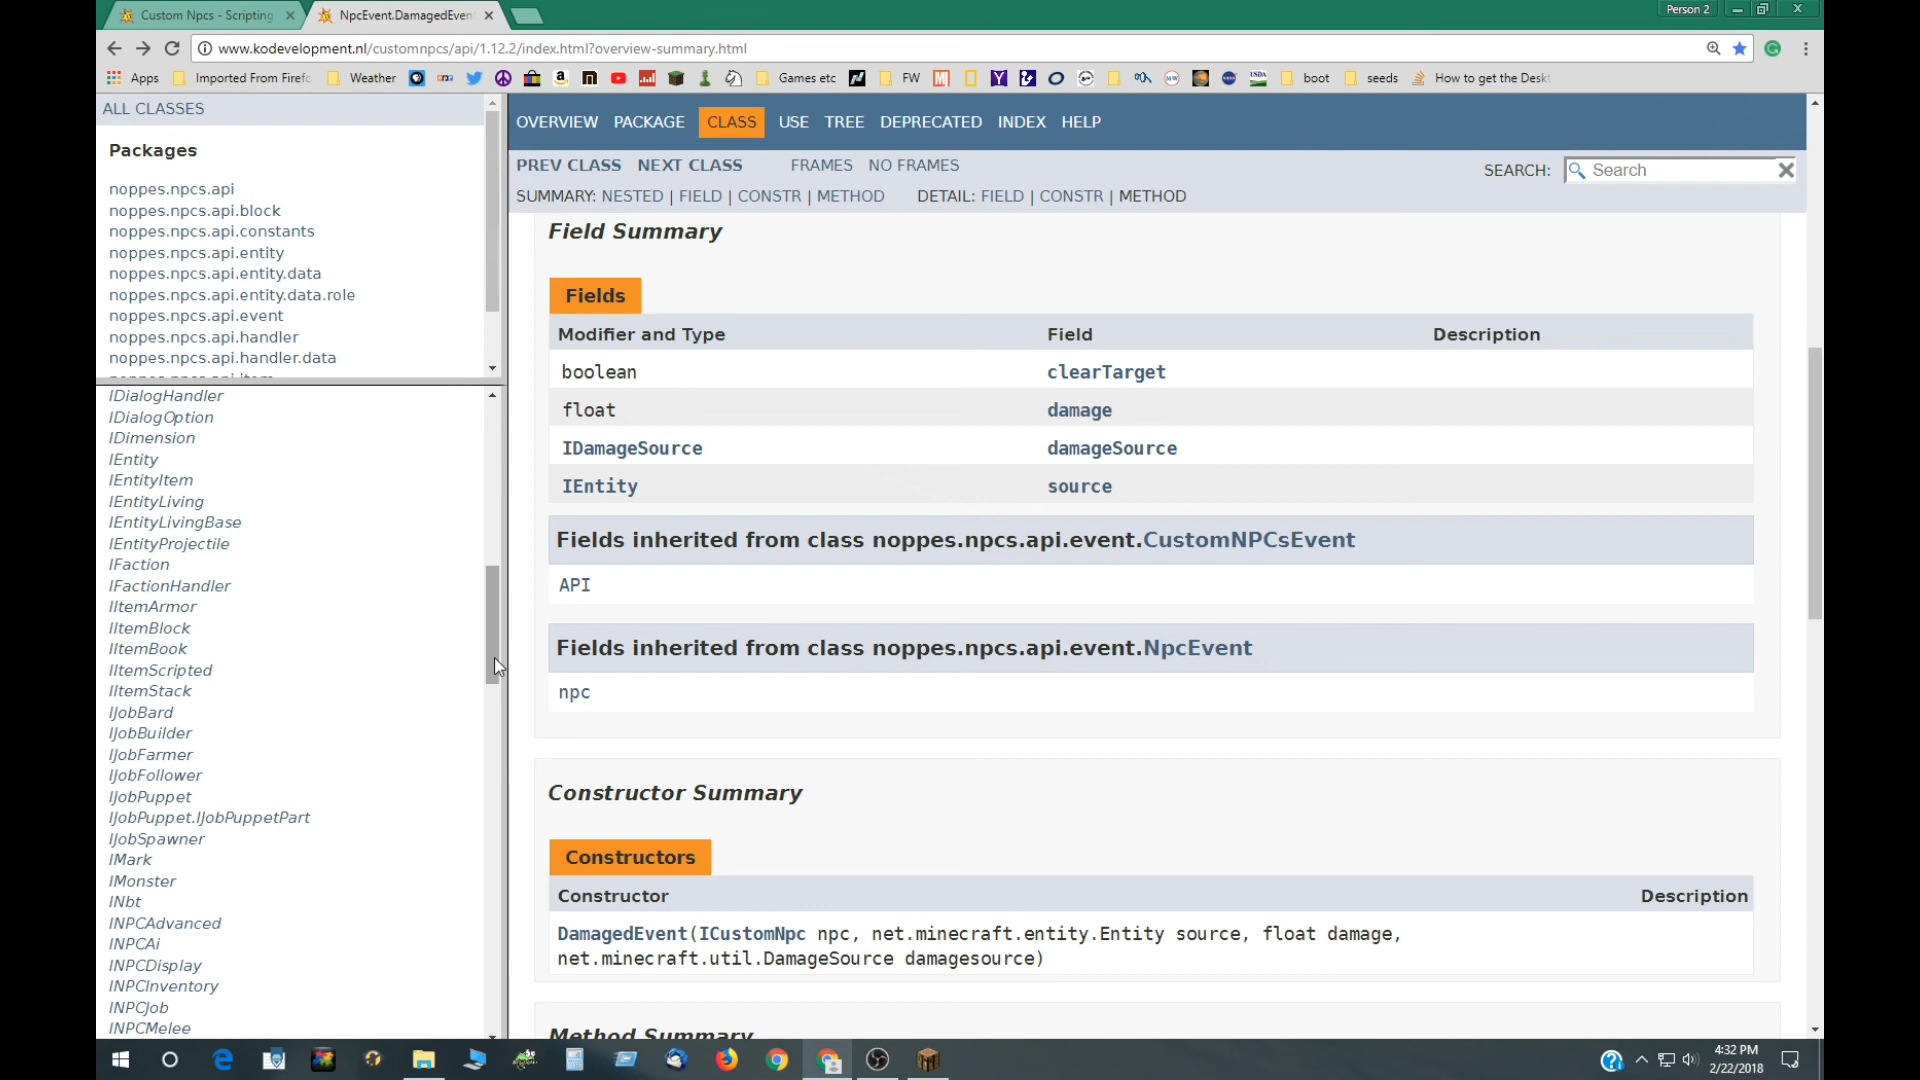 Custom Npcs - Scripting
NpcEvent.DamagedEven
Person 2
www.kodevelopment.nl/customnpcs/api/1.12.2/index.html?overview-summary.html
Apps
Imported From Firefo
Weather
Games etc
FW
boot
seeds
How to get the Deskt
ALL CLASSES
Packages
noppes.npcs.api
noppes.npcs.api.block
noppes.npcs.api.constants
noppes.npcs.api.entity
noppes.npcs.api.entity.data
noppes.npcs.api.entity.data.role
noppes.npcs.api.event
noppes.npcs.api.handler
noppes.npcs.api.handler.data
noppes.npcs.api.item
IDialogHandler
IDialogOption
IDimension
IEntity
IEntityItem
IEntityLiving
IEntityLivingBase
IEntityProjectile
IFaction
IFactionHandler
IItemArmor
IItemBlock
IItemBook
IItemScripted
IItemStack
IJobBard
IJobBuilder
IJobFarmer
IJobFollower
IJobPuppet
IJobPuppet.IJobPuppetPart
IJobSpawner
IMark
IMonster
INbt
INPCAdvanced
INPCAi
INPCDisplay
INPCInventory
INPCJob
INPCMelee
OVERVIEW PACKAGE CLASS USE TREE DEPRECATED INDEX HELP
PREV CLASS NEXT CLASS FRAMES NO FRAMES
SEARCH: Search
SUMMARY: NESTED | FIELD | CONSTR | METHOD DETAIL: FIELD | CONSTR | METHOD
Field Summary
Fields
Modifier and Type Field Description
boolean clearTarget
float damage
IDamageSource damageSource
IEntity source
Fields inherited from class noppes.npcs.api.event.CustomNPCsEvent
API
Fields inherited from class noppes.npcs.api.event.NpcEvent
npc
Constructor Summary
Constructors
Constructor Description
DamagedEvent(ICustomNpc npc, net.minecraft.entity.Entity source, float damage,
net.minecraft.util.DamageSource damagesource)
Method Summary
4:32 PM
2/22/2018